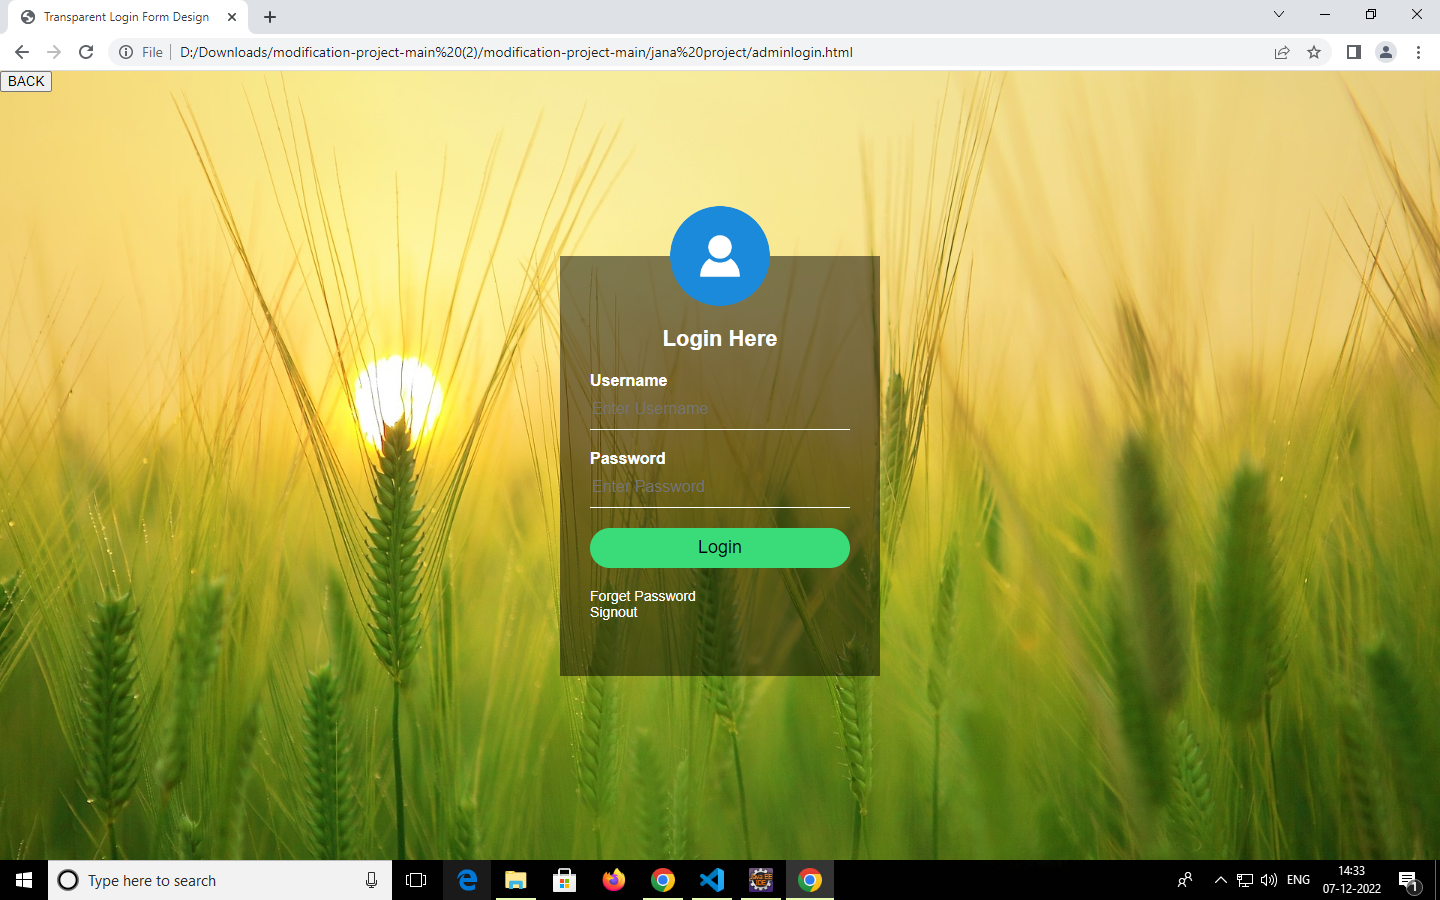 Transparent Login Form Design
File
D:/Downloads/modification-project-main%20(2)/modification-project-main/jana%20project/adminlogin.html
BACK
Login Here
Username
Enter Username
Password
Enter Password
Login
Forget Password
Signout
Type here to search
ENG
14:33
07-12-2022
1